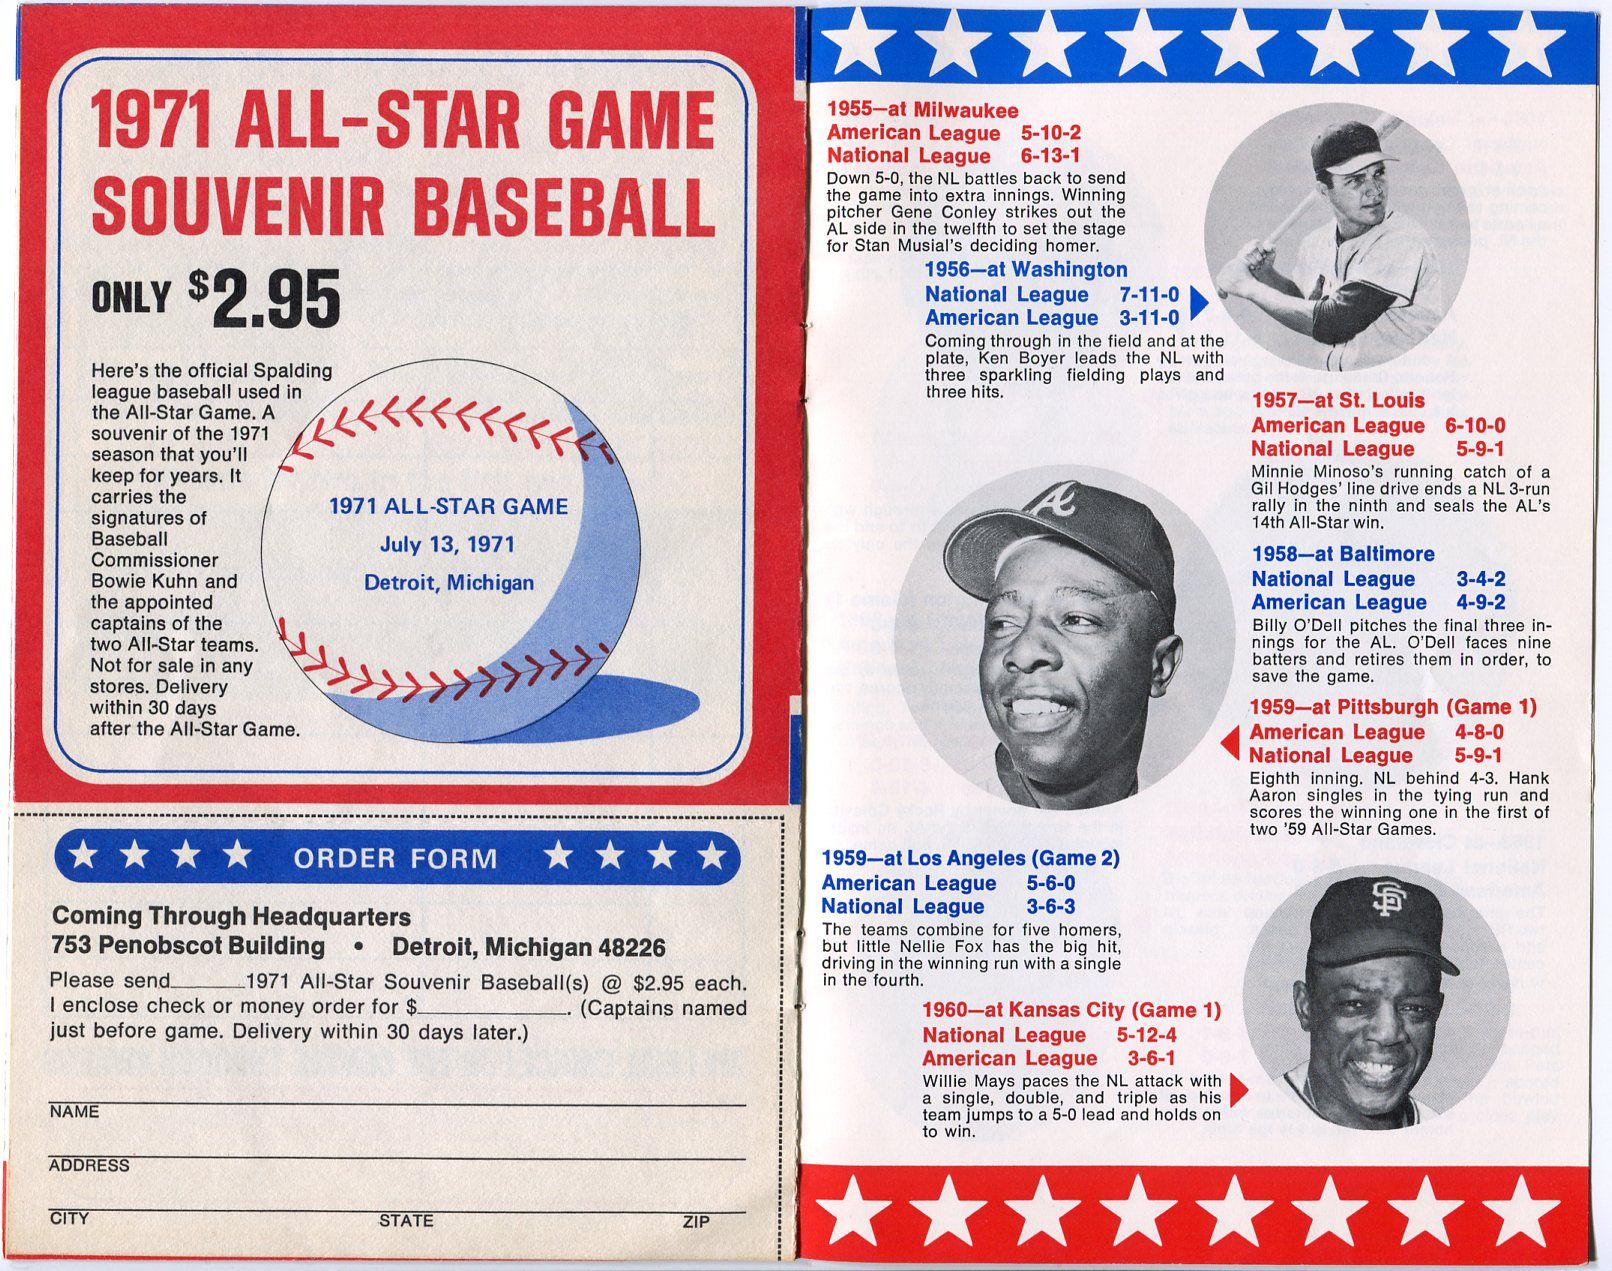 1971 ALL-STAR GAME
SOUVENIR BASEBALL
ONLY $2.95
Here's the official Spalding
league baseball used in
the All-Star Game. A
souvenir of the 1971
season that you'll
keep for years. It
carries the
signatures of
Baseball
Commissioner
Bowie Kuhn and
the appointed
captains of the
two All-Star teams.
Not for sale in any
stores. Delivery
within 30 days
after the All-Star Game.
1971 ALL-STAR GAME
July 13, 1971
Detroit, Michigan
ORDER FORM
Coming Through Headquarters
753 Penobscot Building • Detroit, Michigan 48226
Please send______1971 All-Star Souvenir Baseball(s) @ $2.95 each.
I enclose check or money order for $____________. (Captains named
just before game. Delivery within 30 days later.)
NAME
ADDRESS
CITY STATE ZIP
1955—at Milwaukee
American League 5-10-2
National League 6-13-1
Down 5-0, the NL battles back to send
the game into extra innings. Winning
pitcher Gene Conley strikes out the
AL side in the twelfth to set the stage
for Stan Musial's deciding homer.
1956—at Washington
National League 7-11-0
American League 3-11-0
Coming through in the field and at the
plate, Ken Boyer leads the NL with
three sparkling fielding plays and
three hits.
1957—at St. Louis
American League 6-10-0
National League 5-9-1
Minnie Minoso's running catch of a
Gil Hodges' line drive ends a NL 3-run
rally in the ninth and seals the AL's
14th All-Star win.
1958—at Baltimore
National League 3-4-2
American League 4-9-2
Billy O'Dell pitches the final three in-
nings for the AL. O'Dell faces nine
batters and retires them in order, to
save the game.
1959—at Pittsburgh (Game 1)
American League 4-8-0
National League 5-9-1
Eighth inning. NL behind 4-3. Hank
Aaron singles in the tying run and
scores the winning one in the first of
two '59 All-Star Games.
1959—at Los Angeles (Game 2)
American League 5-6-0
National League 3-6-3
The teams combine for five homers,
but little Nellie Fox has the big hit,
driving in the winning run with a single
in the fourth.
1960—at Kansas City (Game 1)
National League 5-12-4
American League 3-6-1
Willie Mays paces the NL attack with
a single, double, and triple as his
team jumps to a 5-0 lead and holds on
to win.
A
SF